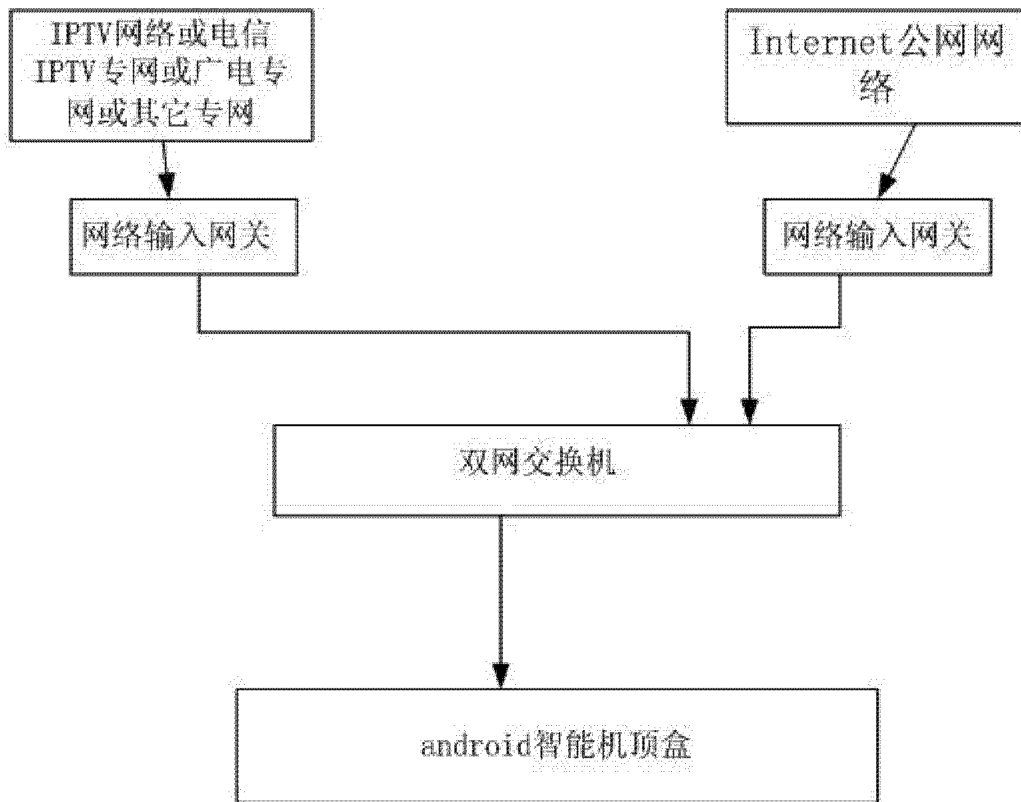 IPTV网络或电信
IPTV专网或广电专
网或其它专网
Internet公网网
络
网络输入网关
网络输入网关
双网交换机
android智能机顶盒